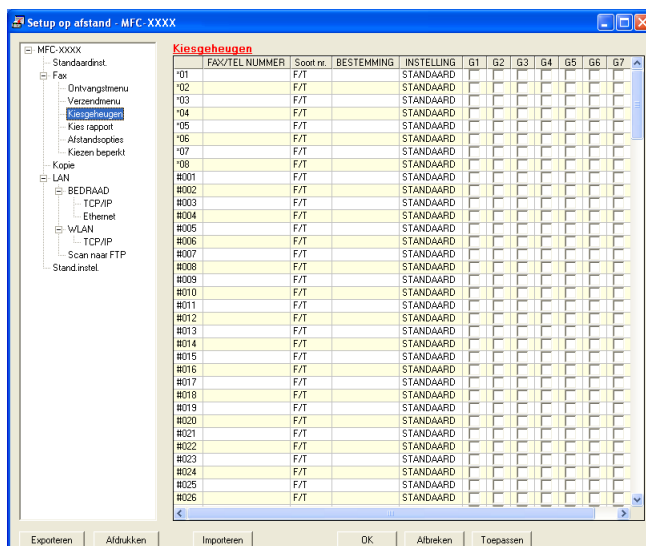 Setup op afstand - MFC-XXXX
MFC-XXXX
Standaardinst.
Fax
Ontvangstmenu
Verzendmenu
Kiesgeheugen
Kies rapport
Afstandsopties
Kiezen beperkt
Kopie
LAN
BEDRAAD
TCP/IP
Ethernet
WLAN
TCP/IP
Scan naar FTP
Stand.instel.
Kiesgeheugen
FAX/TEL NUMMER Soort nr. BESTEMMING INSTELLING G1 G2 G3 G4 G5 G6 G7
*01 F/T STANDAARD
*02 F/T STANDAARD
*03 F/T STANDAARD
*04 F/T STANDAARD
*05 F/T STANDAARD
*06 F/T STANDAARD
*07 F/T STANDAARD
*08 F/T STANDAARD
#001 F/T STANDAARD
#002 F/T STANDAARD
#003 F/T STANDAARD
#004 F/T STANDAARD
#005 F/T STANDAARD
#006 F/T STANDAARD
#007 F/T STANDAARD
#008 F/T STANDAARD
#009 F/T STANDAARD
#010 F/T STANDAARD
#011 F/T STANDAARD
#012 F/T STANDAARD
#013 F/T STANDAARD
#014 F/T STANDAARD
#015 F/T STANDAARD
#016 F/T STANDAARD
#017 F/T STANDAARD
#018 F/T STANDAARD
#019 F/T STANDAARD
#020 F/T STANDAARD
#021 F/T STANDAARD
#022 F/T STANDAARD
#023 F/T STANDAARD
#024 F/T STANDAARD
#025 F/T STANDAARD
#026 F/T STANDAARD
Exporteren Afdrukken Importeren OK Afbreken Toepassen